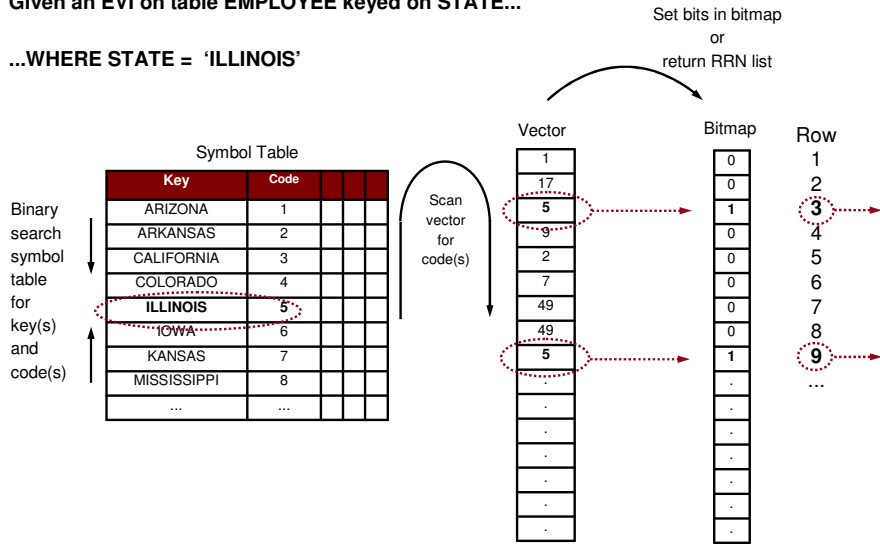 Given an EVI on table EMPLOYEE keyed on STATE...
...WHERE STATE = ‘ILLINOIS’
Set bits in bitmap
or
return RRN list
Binary
search
symbol
table
for
key(s)
and
code(s)
Symbol Table
Key Code
ARIZONA 1
ARKANSAS 2
CALIFORNIA 3
COLORADO 4
ILLINOIS 5
IOWA 6
KANSAS 7
MISSISSIPPI 8
... ...
Scan
vector
for
code(s)
Vector
1
17
5
9
2
7
49
49
5
.
.
.
.
.
.
.
Bitmap
0
0
1
0
0
0
0
0
1
.
.
.
.
.
.
.
Row
1
2
3
4
5
6
7
8
9
...